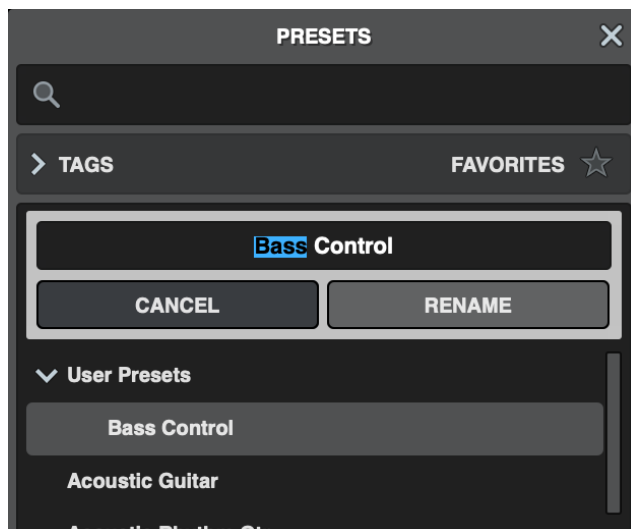 PRESETS
TAGS FAVORITES
Bass Control
CANCEL RENAME
User Presets
Bass Control
Acoustic Guitar